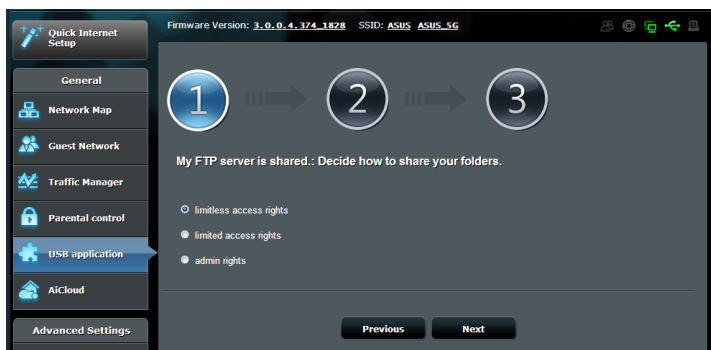 Quick Internet
Setup
Firmware Version: 3.0.0.4.374_1828 SSID: ASUS ASUS_5G
General
Network Map
Guest Network
Traffic Manager
Parental control
USB application
AiCloud
Advanced Settings
1
2
3
My FTP server is shared.: Decide how to share your folders.
limitless access rights
limited access rights
admin rights
Previous
Next